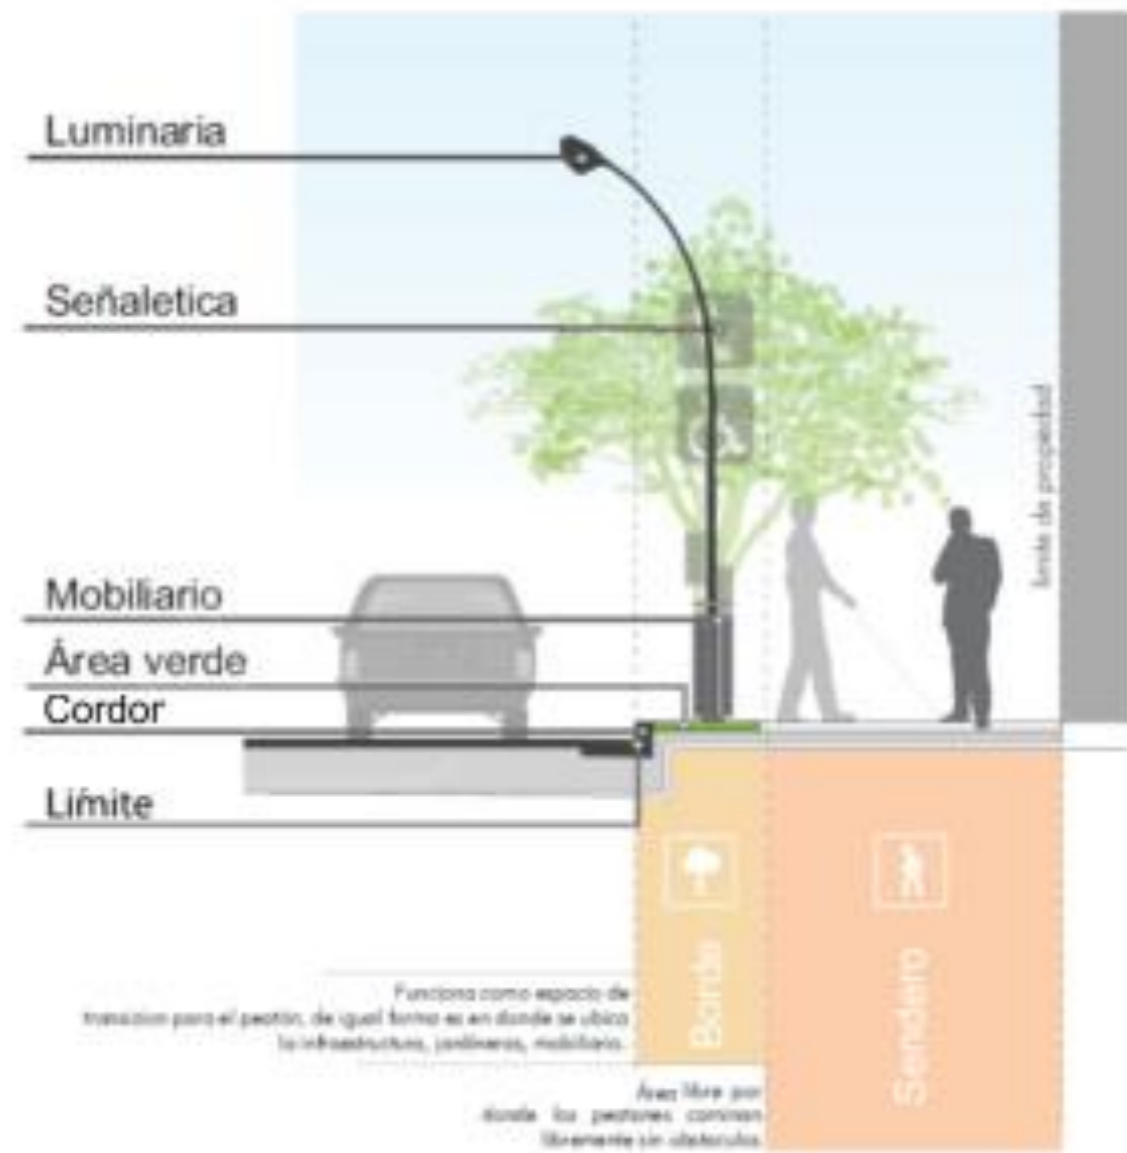 Luminaria
Señaletica
límite de propiedad
Mobiliario
Área verde
Cordor
Límite
Borde
Sendero
Funciona como espacio de
transicion para el peatón, de igual forma es en donde se ubica
la infraestructura, jardineras, mobiliario.
Área libre por
donde los peatones caminan
libremente sin obstaculos